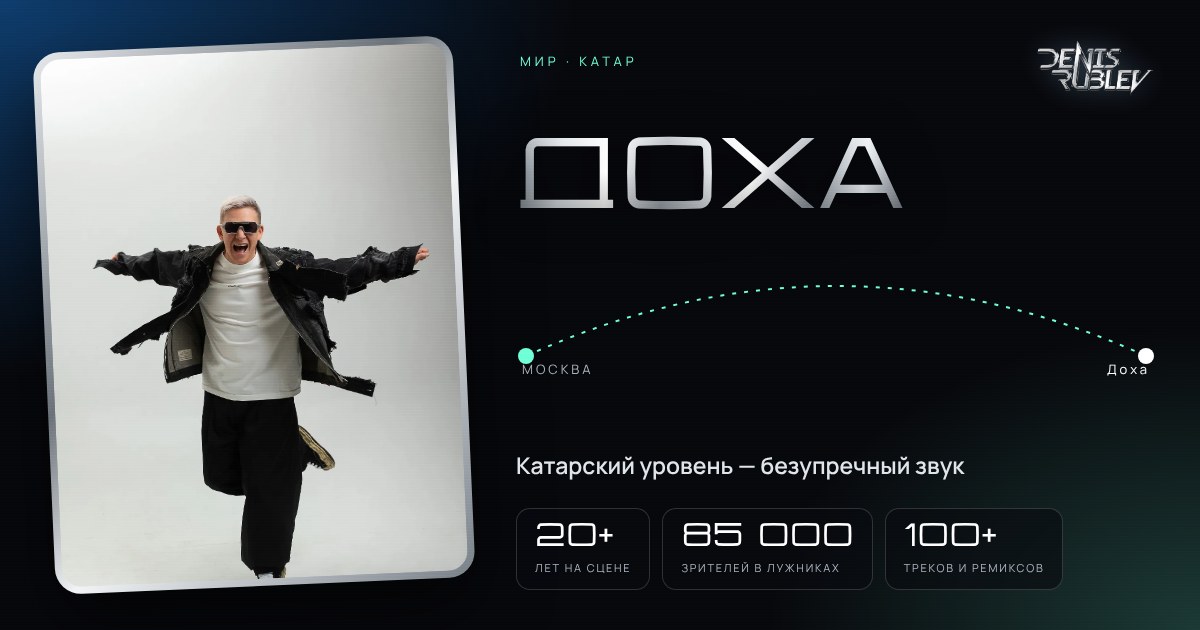 МИР · КАТАР
DENIS
RUBLEV
ДОХА
МОСКВА
Доха
Катарский уровень — безупречный звук
20+
ЛЕТ НА СЦЕНЕ
85 000
ЗРИТЕЛЕЙ В ЛУЖНИКАХ
100+
ТРЕКОВ И РЕМИКСОВ